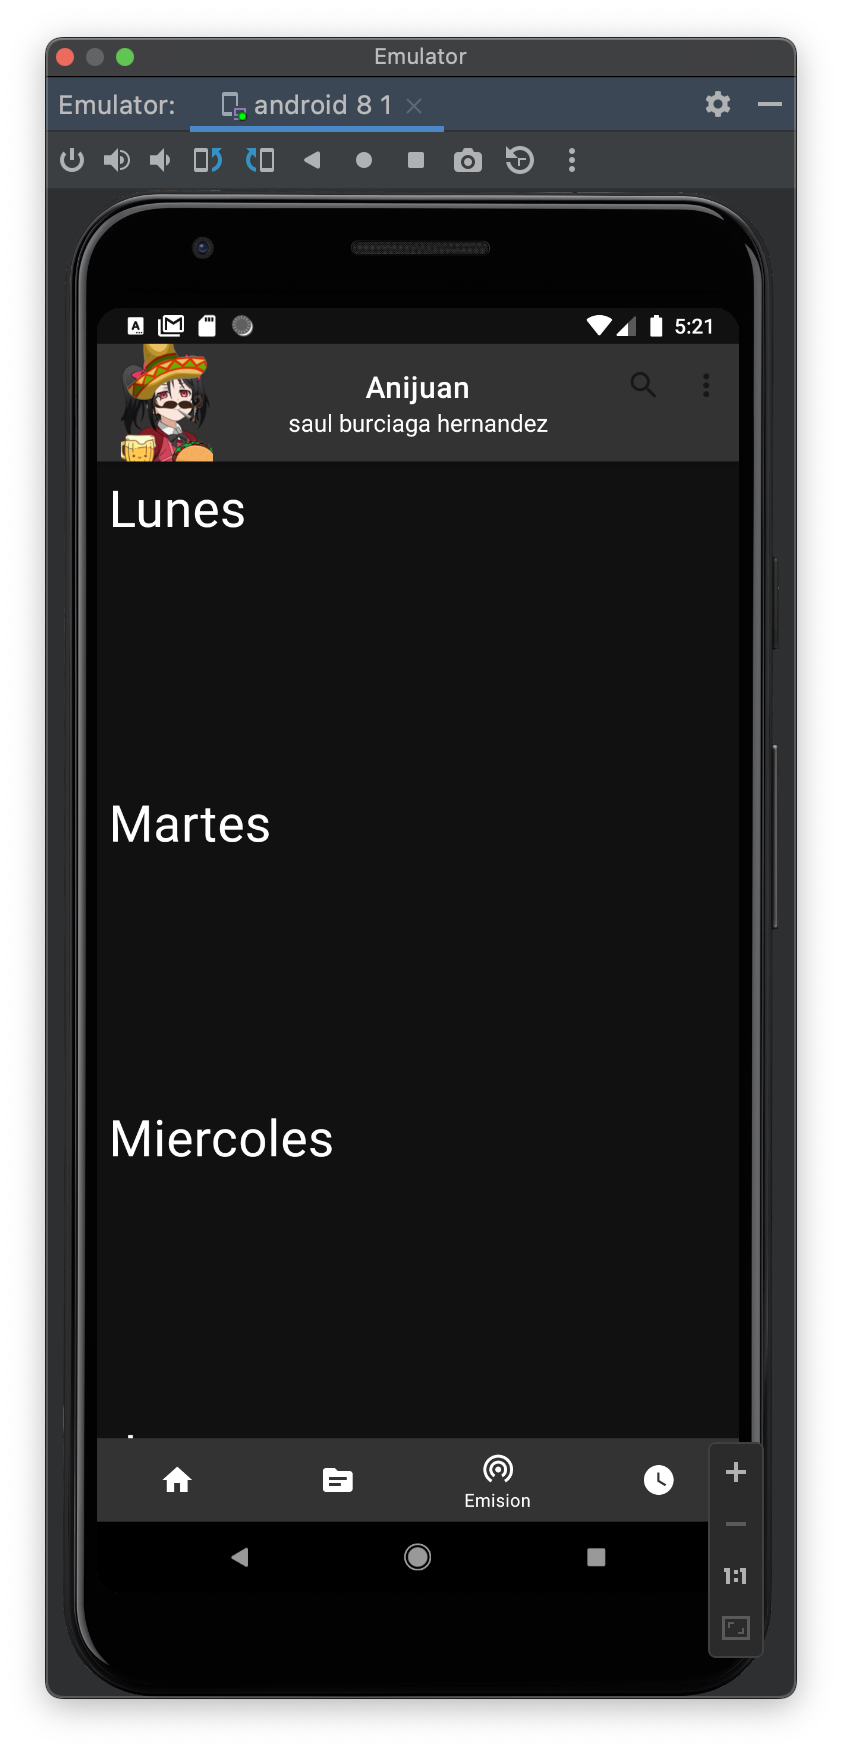 Emulator
Emulator: android 8 1
5:21
Anijuan
saul burciaga hernandez
Lunes
Martes
Miercoles
Emision
1:1